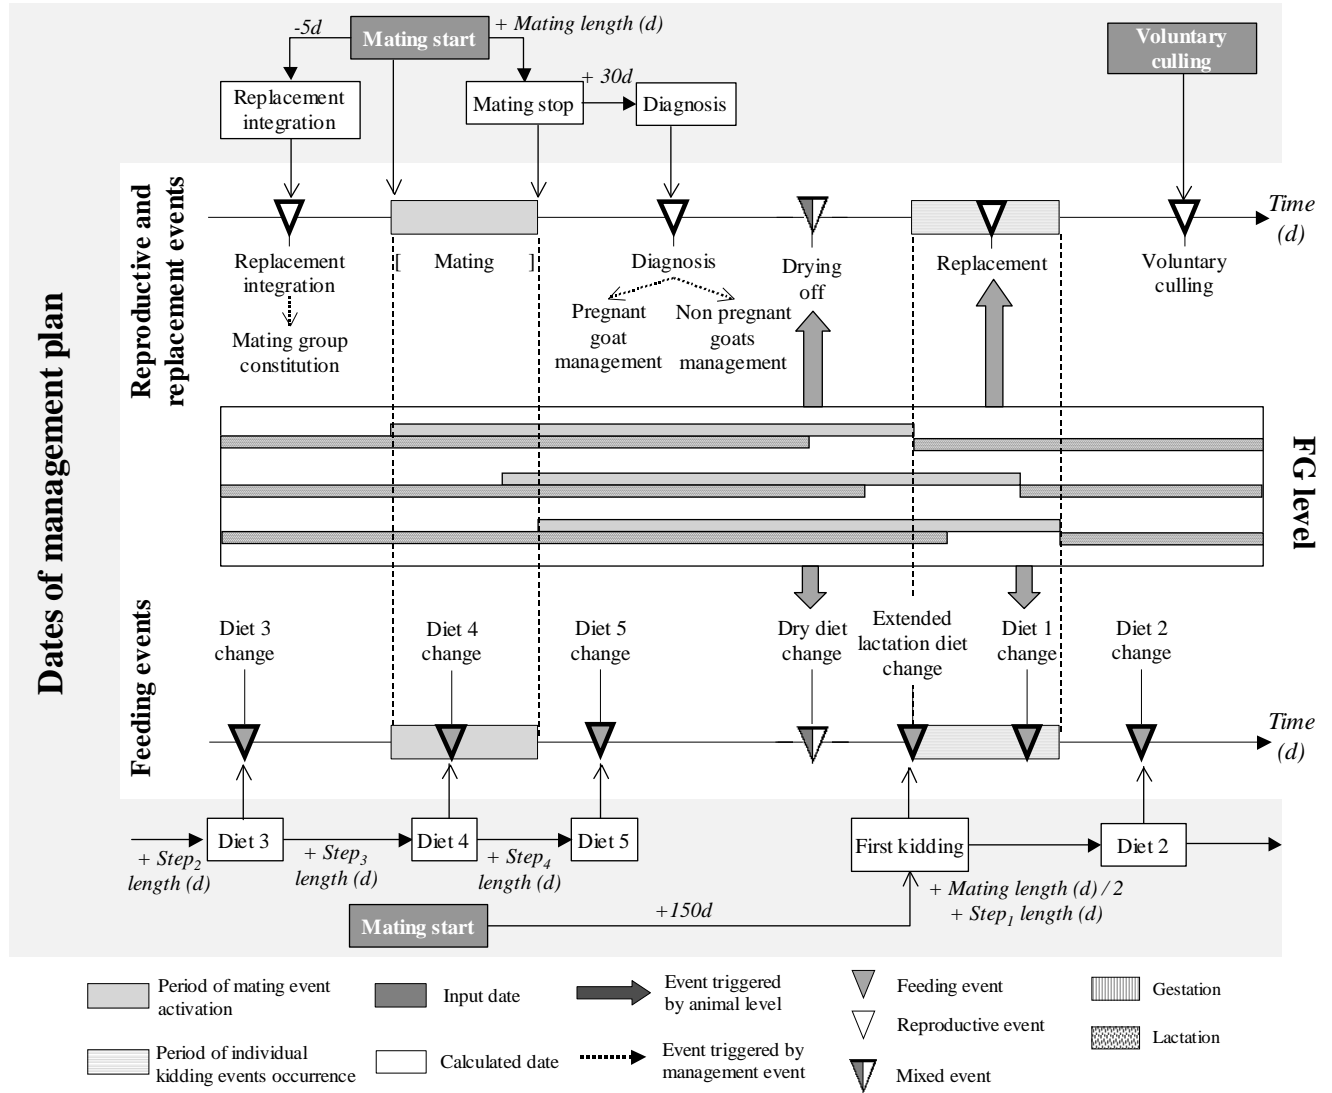 -5d
Mating start
+ Mating length (d)
Voluntary
culling
Replacement
integration
Mating stop
+ 30d
Diagnosis
Dates of management plan
Reproductive and
replacement events
Time
(d)
Replacement
integration
[ Mating ]
Diagnosis
Drying
off
Replacement
Voluntary
culling
Mating group
constitution
Pregnant
goat
management
Non pregnant
goats
management
FG level
Feeding events
Diet 3
change
Diet 4
change
Diet 5
change
Dry diet
change
Extended
lactation diet
change
Diet 1
change
Diet 2
change
Time
(d)
+ Step2
length (d)
Diet 3
+ Step3
length (d)
Diet 4
+ Step4
length (d)
Diet 5
First kidding
Diet 2
+ Mating length (d) / 2
+ Step1 length (d)
Mating start
+150d
Period of mating event
activation
Input date
Event triggered
by animal level
Feeding event
Gestation
Reproductive event
Lactation
Period of individual
kidding events occurrence
Calculated date
Event triggered by
management event
Mixed event